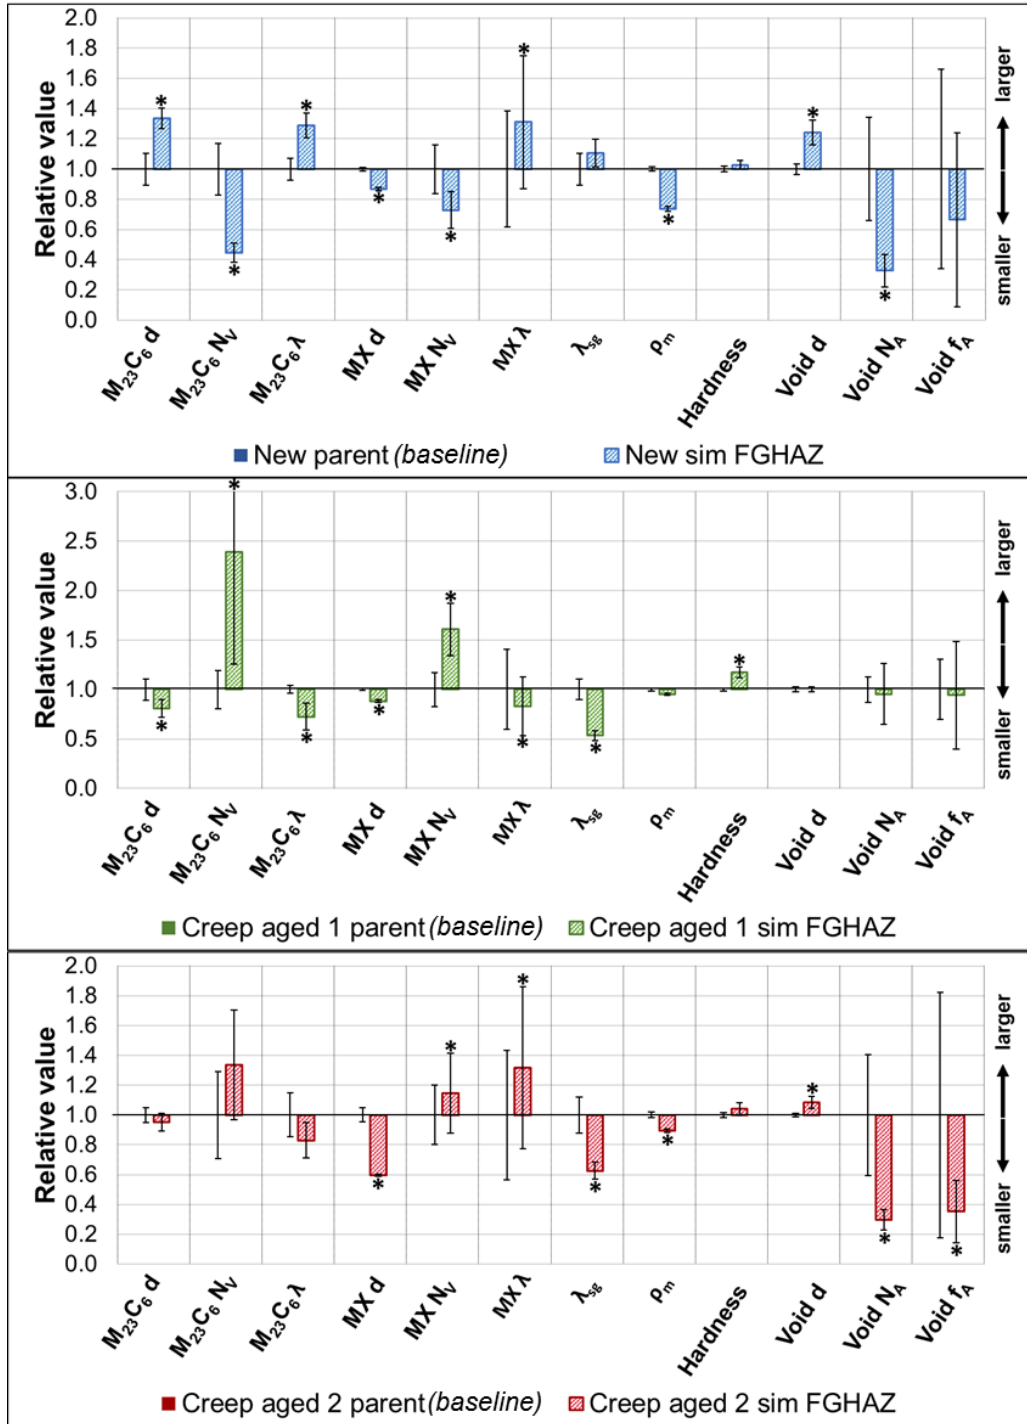 Relative value
2.0
1.8
1.6
1.4
1.2
1.0
0.8
0.6
0.4
0.2
0.0
* * * * * * * * *
larger
smaller
M₂₃C₆ d
M₂₃C₆ Nᵥ
M₂₃C₆ λ
MX d
MX Nᵥ
MX λ
λsg
ρm
Hardness
Void d
Void NA
Void fA
New parent (baseline) New sim FGHAZ
Relative value
3.0
2.5
2.0
1.5
1.0
0.5
0.0
* * * * * * * *
larger
smaller
M₂₃C₆ d
M₂₃C₆ Nᵥ
M₂₃C₆ λ
MX d
MX Nᵥ
MX λ
λsg
ρm
Hardness
Void d
Void NA
Void fA
Creep aged 1 parent (baseline) Creep aged 1 sim FGHAZ
Relative value
2.0
1.8
1.6
1.4
1.2
1.0
0.8
0.6
0.4
0.2
0.0
* * * * * * * *
larger
smaller
M₂₃C₆ d
M₂₃C₆ Nᵥ
M₂₃C₆ λ
MX d
MX Nᵥ
MX λ
λsg
ρm
Hardness
Void d
Void NA
Void fA
Creep aged 2 parent (baseline) Creep aged 2 sim FGHAZ